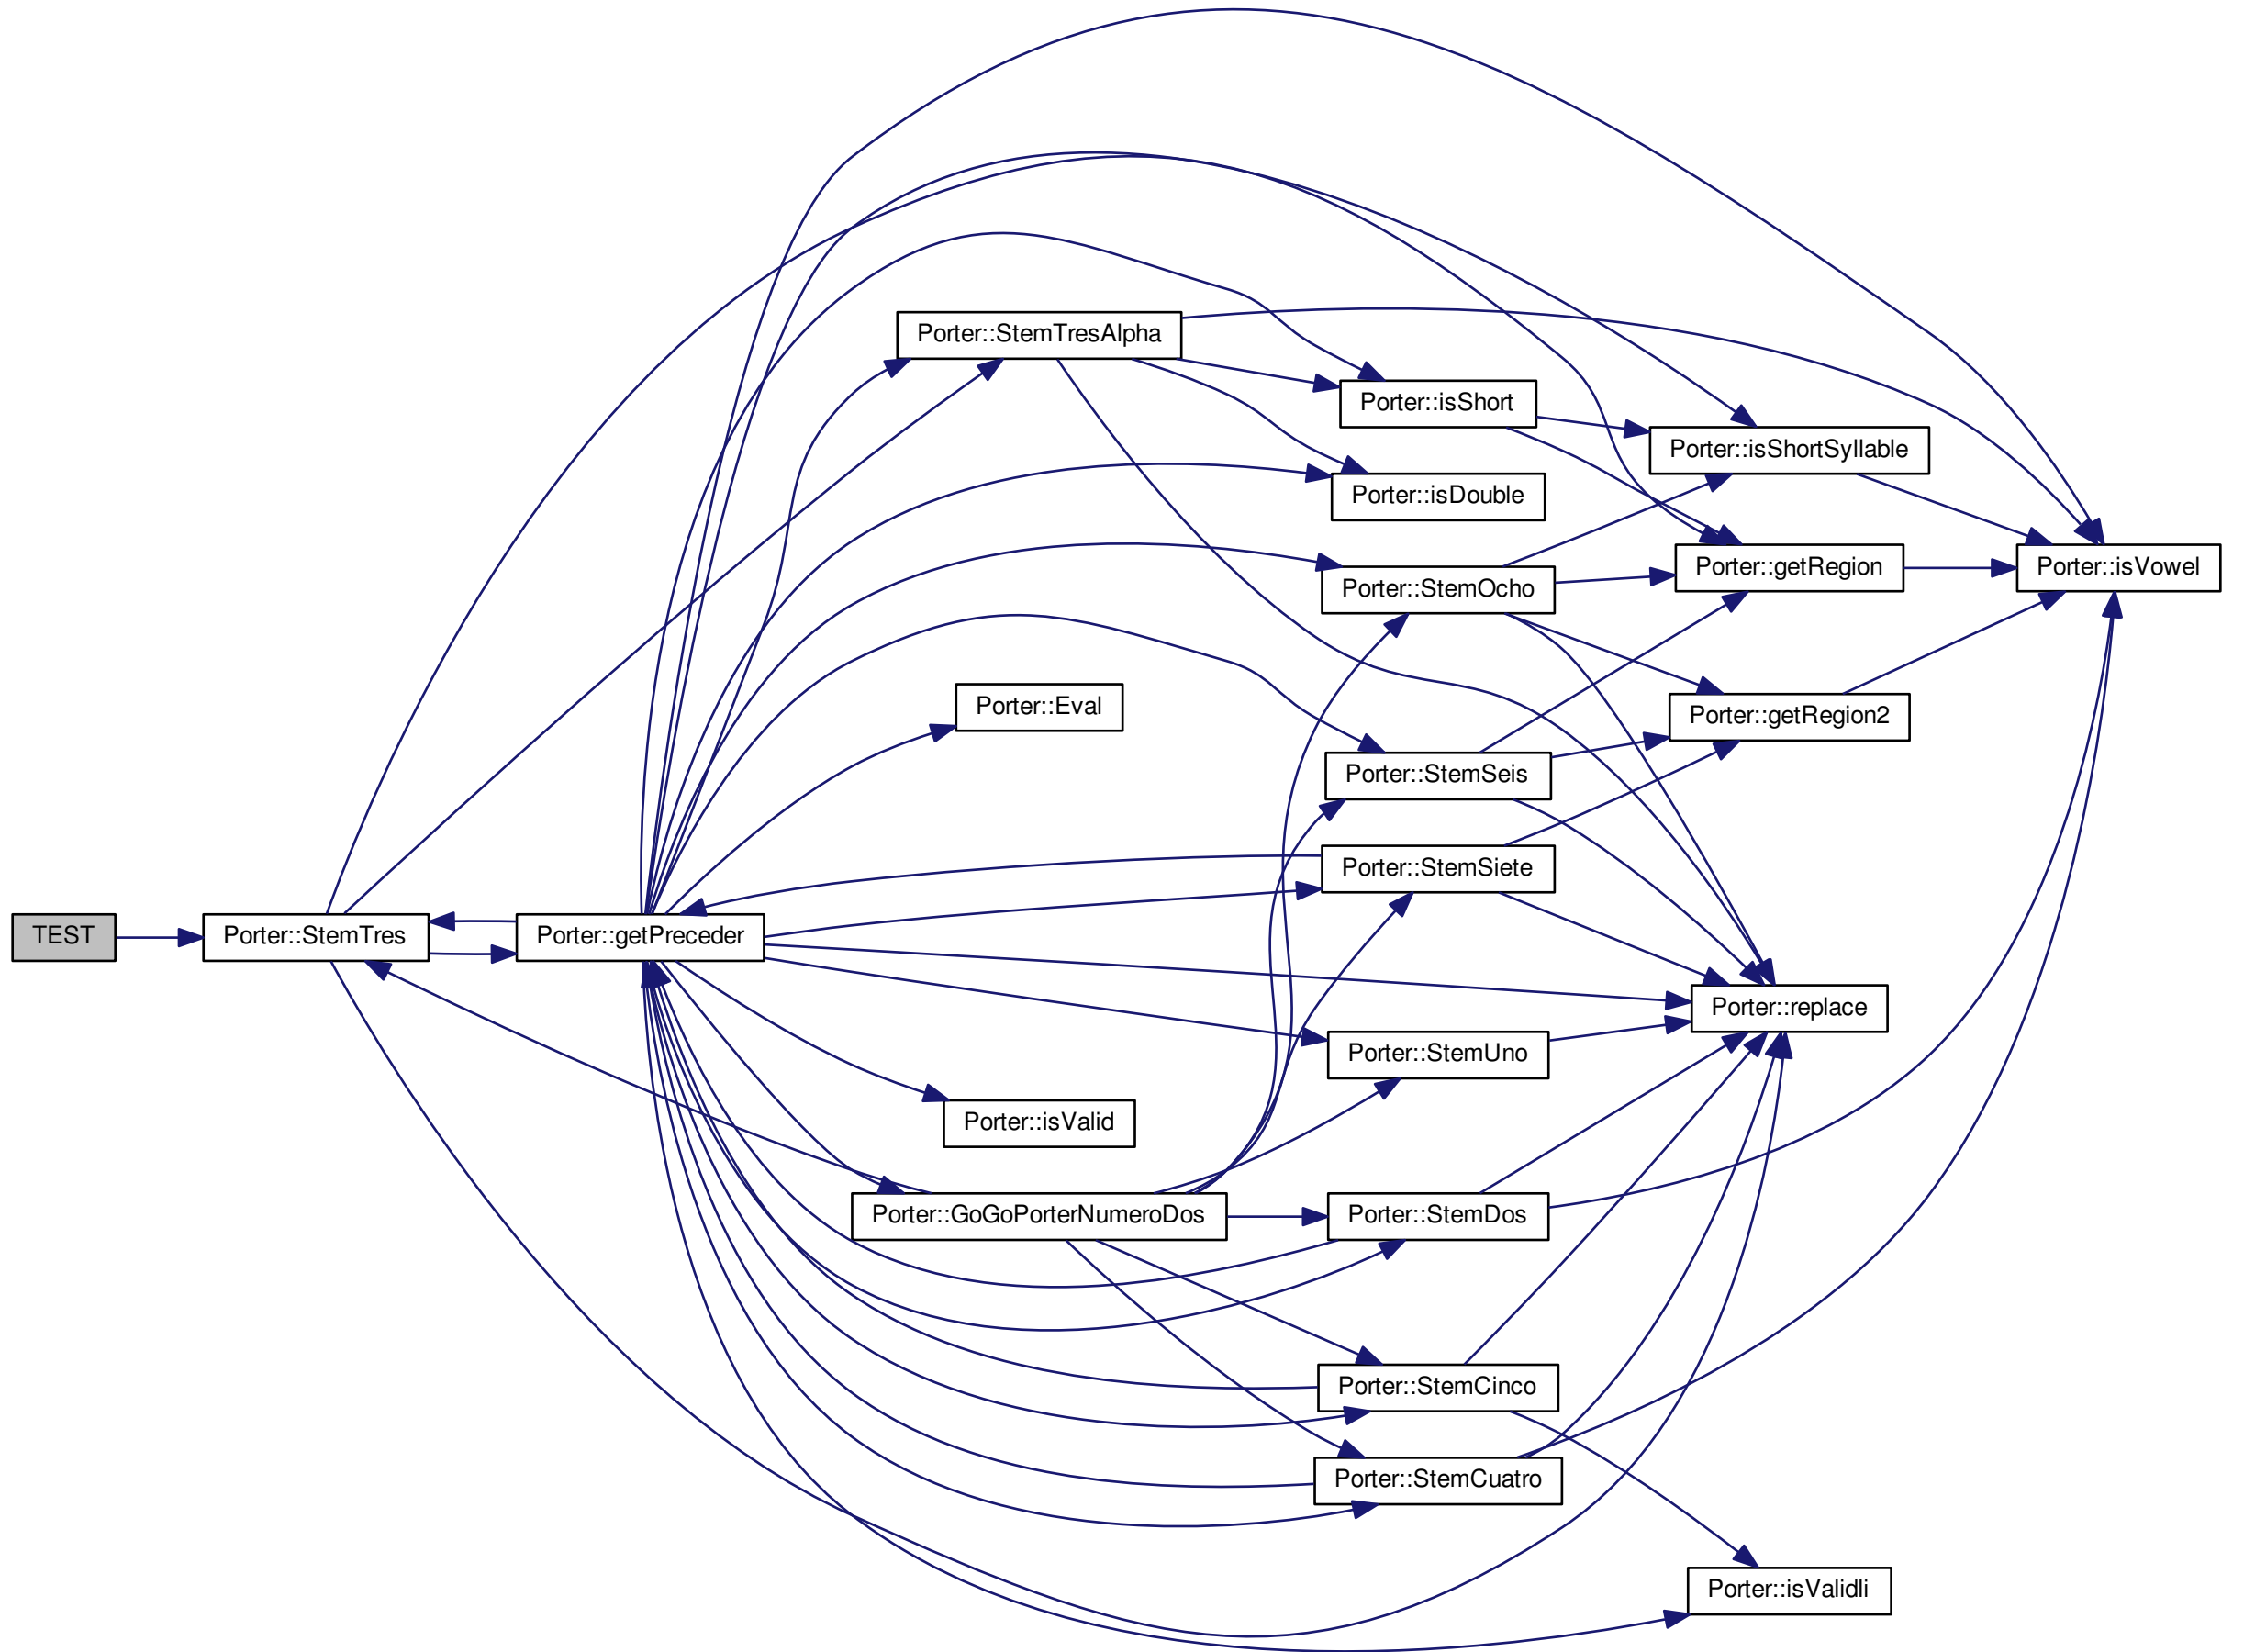 Porter::StemTresAlpha
Porter::isShort
Porter::isShortSyllable
Porter::isDouble
Porter::getRegion
Porter::isVowel
Porter::StemOcho
Porter::Eval
Porter::getRegion2
Porter::StemSeis
Porter::StemSiete
TEST
Porter::StemTres
Porter::getPreceder
Porter::replace
Porter::StemUno
Porter::isValid
Porter::GoGoPorterNumeroDos
Porter::StemDos
Porter::StemCinco
Porter::StemCuatro
Porter::isValidli